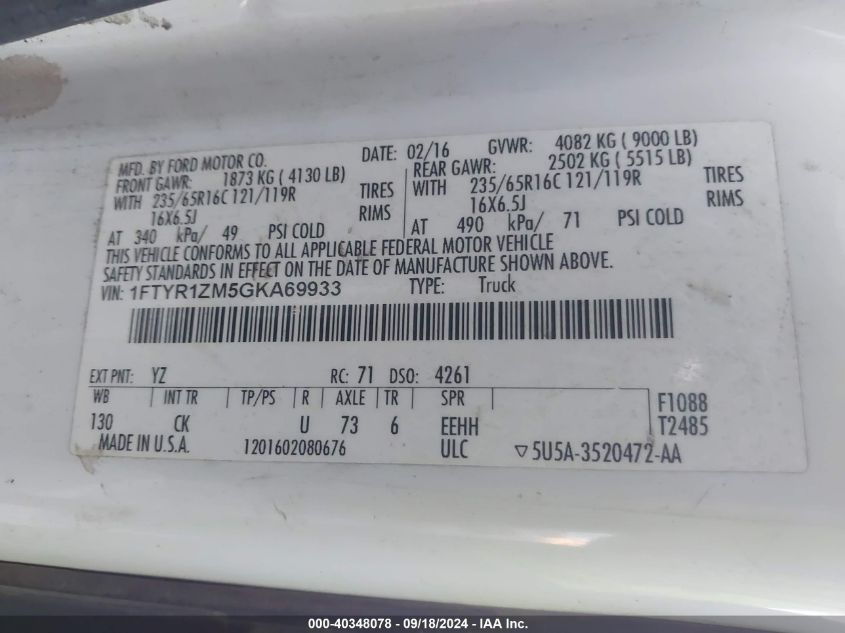 MFD. BY FORD MOTOR CO. DATE: 02/16 GVWR: 4082 KG ( 9000 LB)
FRONT GAWR: 1873 KG ( 4130 LB) REAR GAWR: 2502 KG ( 5515 LB)
WITH 235/65R16C 121/119R TIRES WITH 235/65R16C 121/119R TIRES
16X6.5J RIMS 16X6.5J RIMS
AT 340 kPa/ 49 PSI COLD AT 490 kPa/ 71 PSI COLD
THIS VEHICLE CONFORMS TO ALL APPLICABLE FEDERAL MOTOR VEHICLE
SAFETY STANDARDS IN EFFECT ON THE DATE OF MANUFACTURE SHOWN ABOVE.
VIN: 1FTYR1ZM5GKA69933 TYPE: Truck
EXT PNT: YZ RC: 71 DSO: 4261
WB INT TR TP/PS R AXLE TR SPR F1088
130 CK U 73 6 EEHH T2485
MADE IN U.S.A. 1201602080676 ULC ▽5U5A-3520472-AA
000-40348078 - 09/18/2024 - - IAAI.com